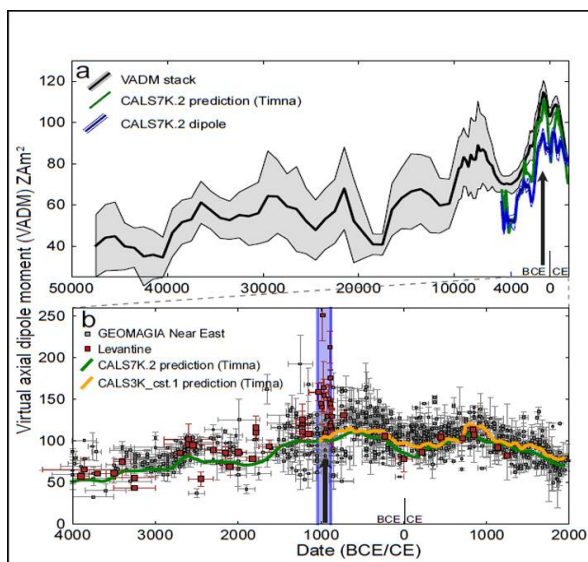 Virtual axial dipole moment (VADM) ZAm²
a
VADM stack
CALS7K.2 prediction (Timna)
CALS7K.2 dipole
120
100
80
60
40
BCE CE
50000 40000 30000 20000 10000 4000 0
b
GEOMAGIA Near East
Levantine
CALS7K.2 prediction (Timna)
CALS3K_cst.1 prediction (Timna)
250
200
150
100
50
0
BCE CE
4000 3000 2000 1000 0 1000 2000
Date (BCE/CE)